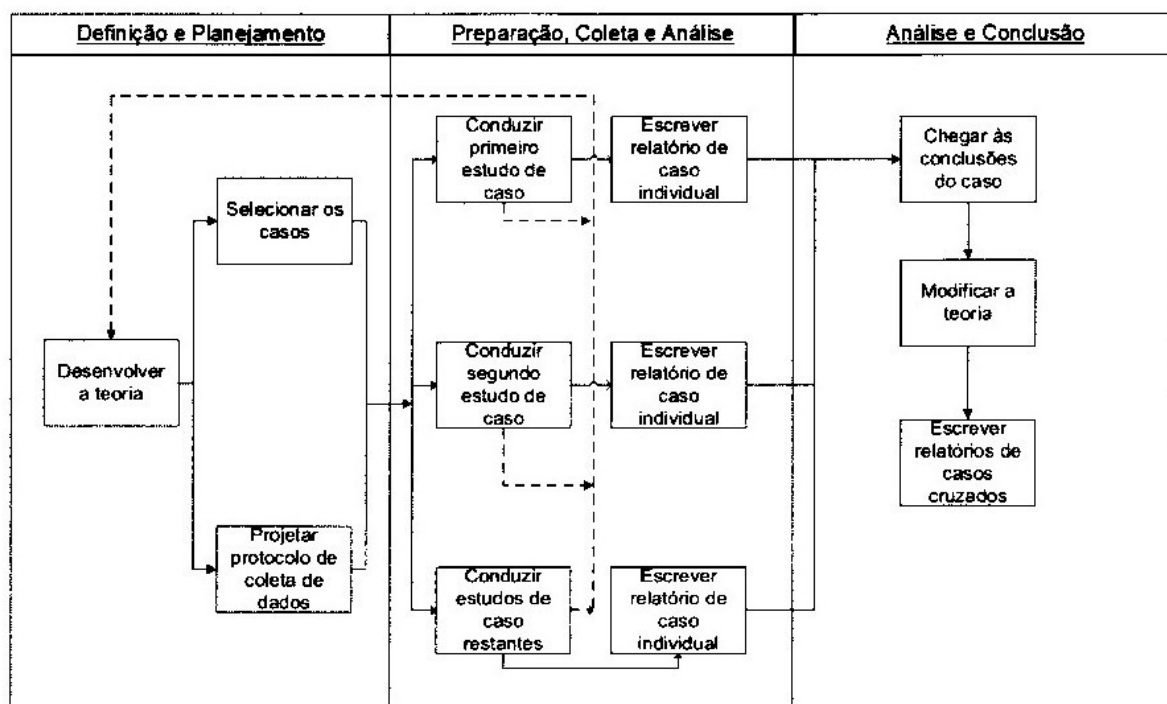 Definição e Planejamento
Preparação, Coleta e Análise
Análise e Conclusão
Desenvolver
a teoria
Selecionar os
casos
Projetar
protocolo de
coleta de
dados
Conduzir
primeiro
estudo de
caso
Escrever
relatório de
caso
individual
Conduzir
segundo
estudo de
caso
Escrever
relatório de
caso
individual
Conduzir
estudos de
caso
restantes
Escrever
relatório de
caso
individual
Chegar às
conclusões
do caso
Modificar a
teoria
Escrever
relatórios de
casos
cruzados